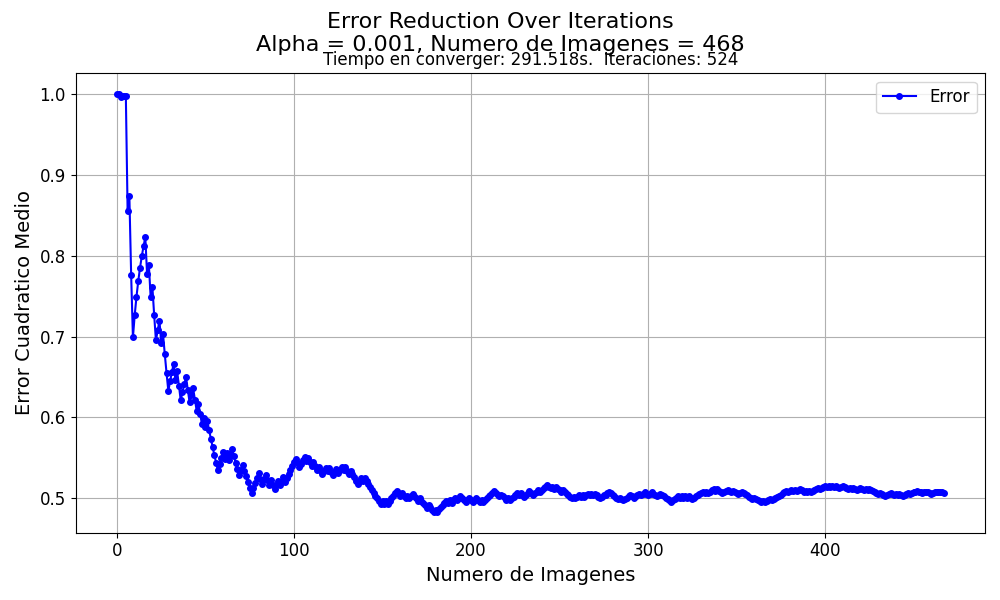 Error Reduction Over Iterations
Alpha = 0.001, Numero de Imagenes = 468
Tiempo en converger: 291.518s.  Iteraciones: 524
Error
1.0
0.9
0.8
0.7
0.6
0.5
Error Cuadratico Medio
0
100
200
300
400
Numero de Imagenes